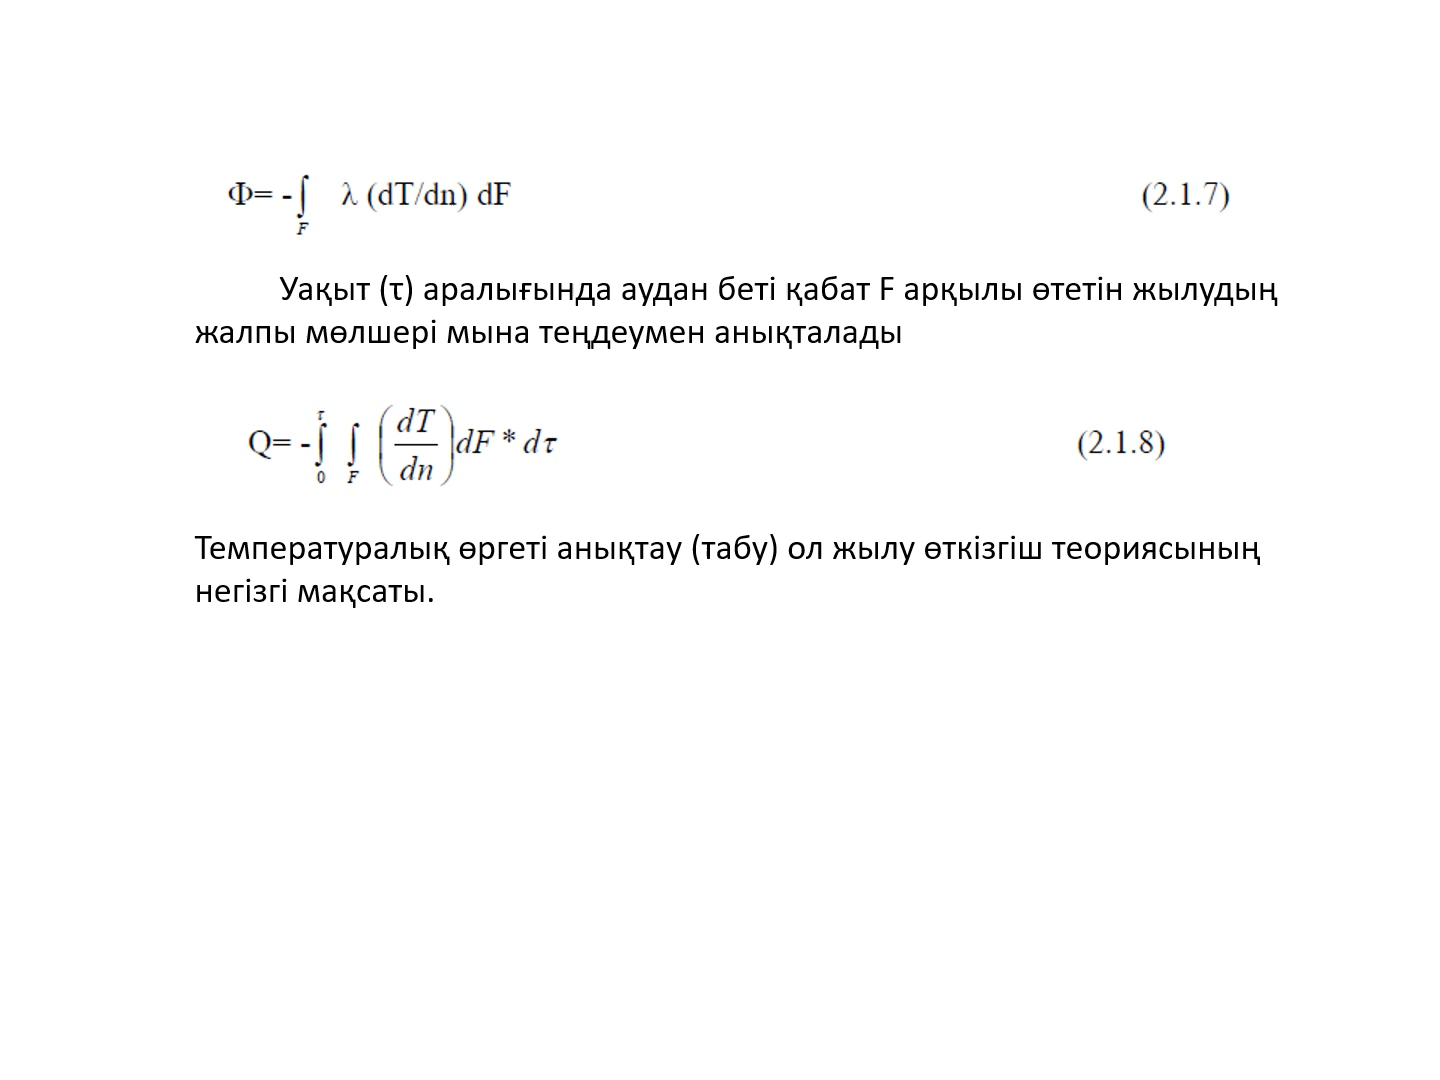 Φ= -∫F λ (dT/dn) dF (2.1.7)
Уақыт (τ) аралығында аудан беті қабат F арқылы өтетін жылудың
жалпы мөлшері мына теңдеумен анықталады
Q= -∫0τ ∫F (dT/dn) dF * dτ (2.1.8)
Температуралық өргеті анықтау (табу) ол жылу өткізгіш теориясының
негізгі мақсаты.